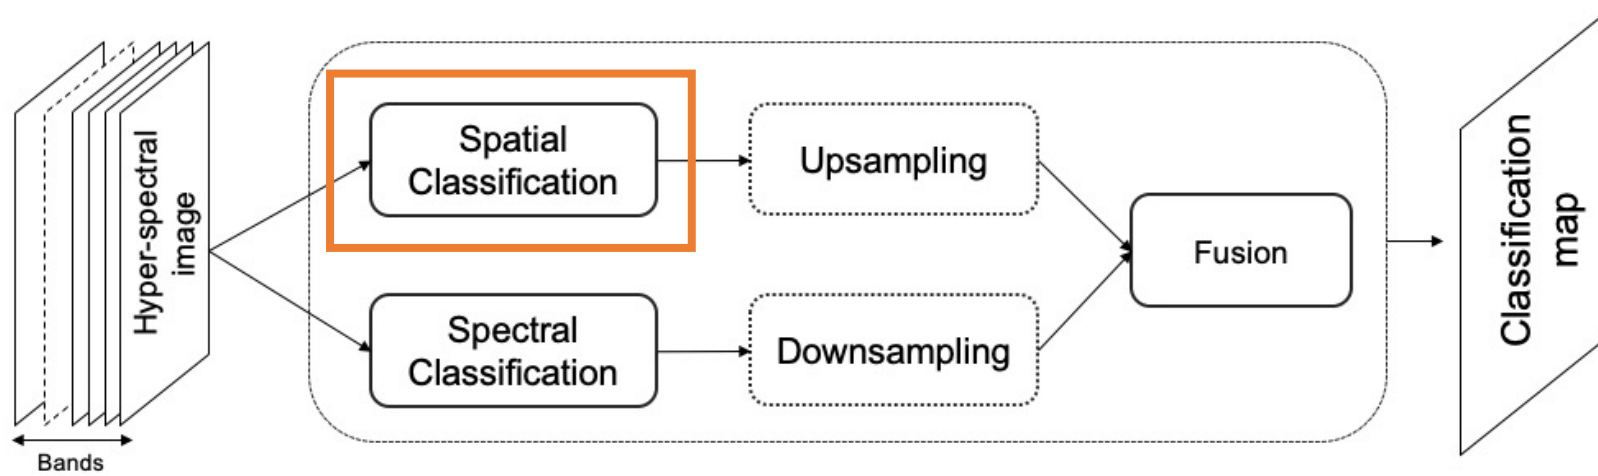 Hyper-spectral
image
Bands
Spatial
Classification
Upsampling
Spectral
Classification
Downsampling
Fusion
Classification
map